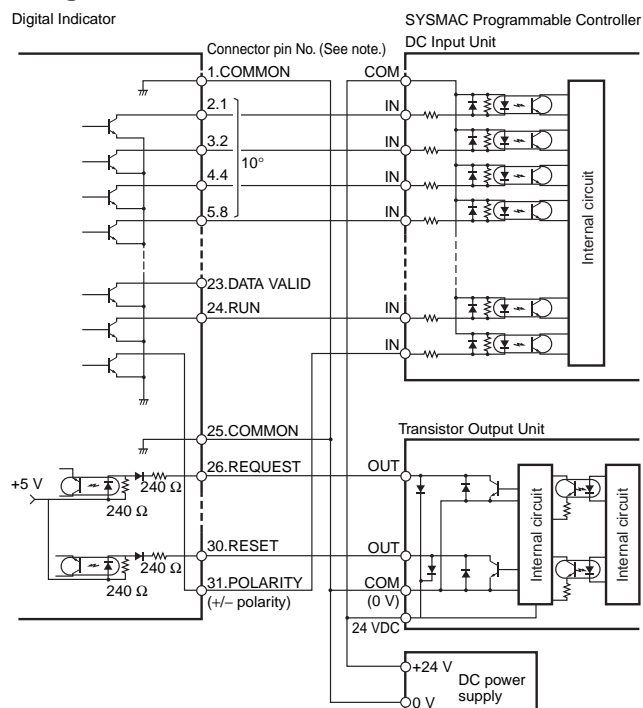 Digital Indicator
SYSMAC Programmable Controller
DC Input Unit
Connector pin No. (See note.)
1.COMMON
COM
2.1
IN
3.2
IN
10°
4.4
IN
5.8
IN
Internal circuit
23.DATA VALID
24.RUN
IN
IN
25.COMMON
Transistor Output Unit
26.REQUEST
OUT
+5 V
240 Ω
240 Ω
Internal circuit
Internal circuit
30.RESET
OUT
240 Ω
240 Ω
31.POLARITY
(+/− polarity)
COM
(0 V)
24 VDC
+24 V
DC power
supply
0 V